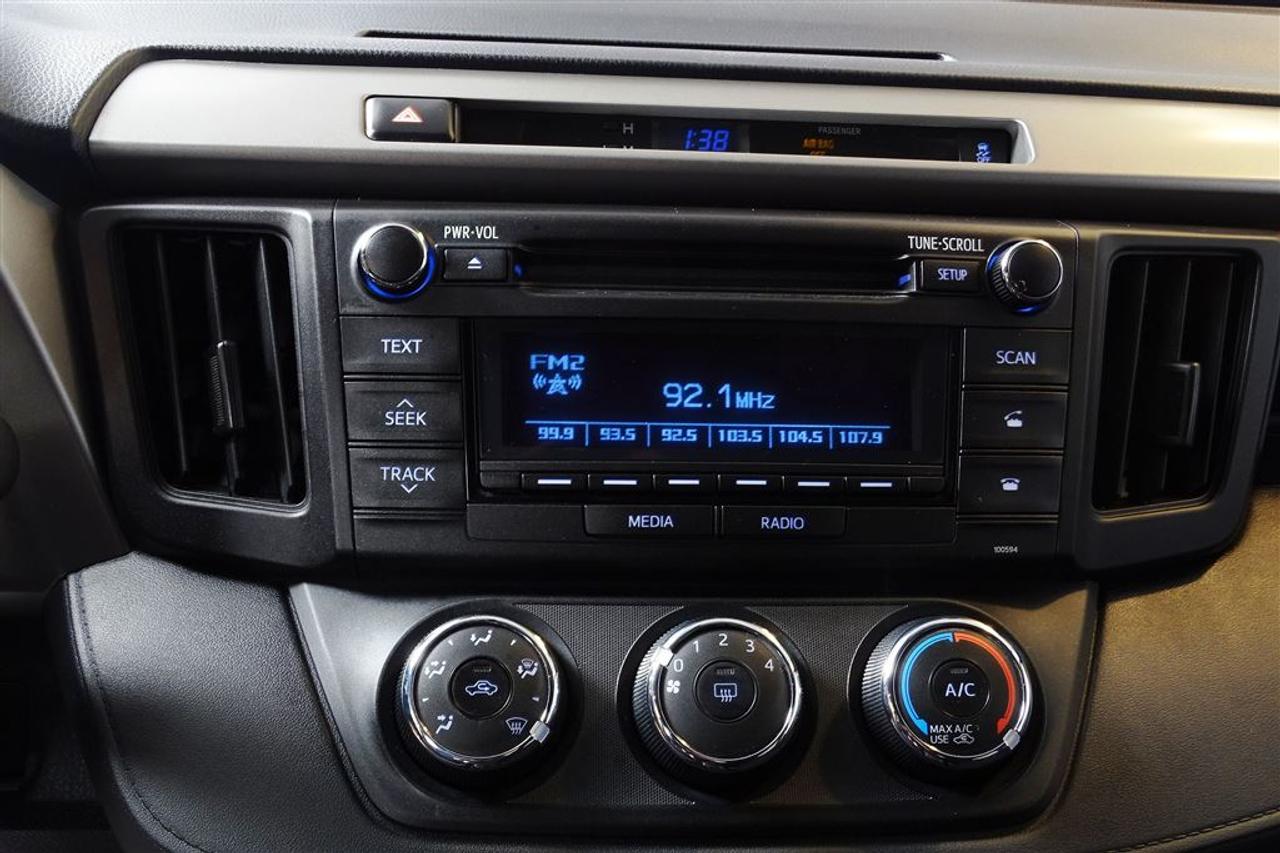 H
1:38
PASSENGER
AIR BAG
OFF
PWR•VOL
TUNE•SCROLL
SETUP
TEXT
SEEK
TRACK
FM2
92.1MHz
99.9 93.5 92.5 103.5 104.5 107.9
SCAN
MEDIA
RADIO
100594
0 1 2 3 4
A/C
MAX A/C
USE